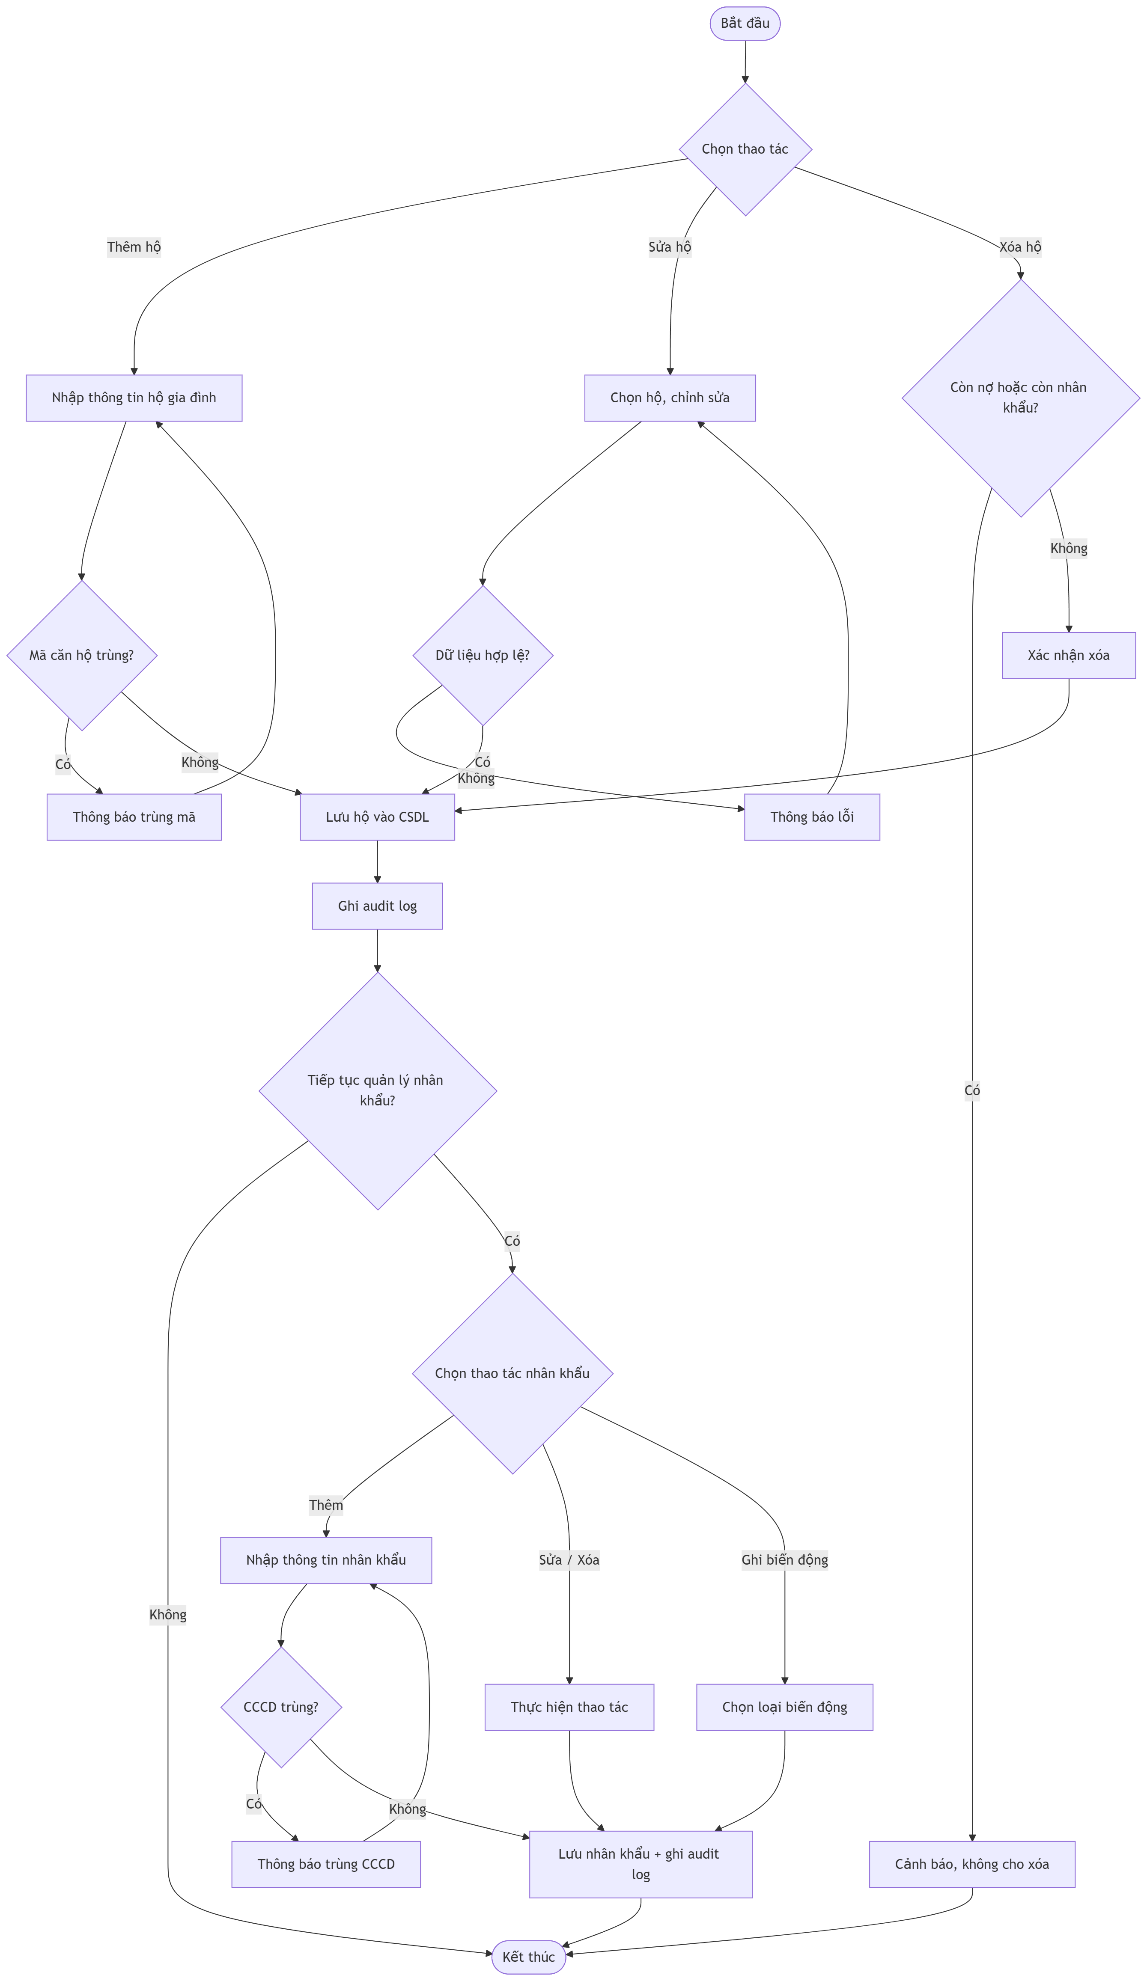 Bắt đầu
Chọn thao tác
Thêm hộ
Sửa hộ
Xóa hộ
Nhập thông tin hộ gia đình
Chọn hộ, chỉnh sửa
Còn nợ hoặc còn nhân
khẩu?
Không
Mã căn hộ trùng?
Dữ liệu hợp lệ?
Xác nhận xóa
Có
Không
Có
Không
Thông báo trùng mã
Lưu hộ vào CSDL
Thông báo lỗi
Ghi audit log
Tiếp tục quản lý nhân
khẩu?
Có
Có
Chọn thao tác nhân khẩu
Thêm
Nhập thông tin nhân khẩu
Sửa / Xóa
Ghi biến động
Không
CCCD trùng?
Thực hiện thao tác
Chọn loại biến động
Có
Không
Thông báo trùng CCCD
Lưu nhân khẩu + ghi audit
log
Cảnh báo, không cho xóa
Kết thúc